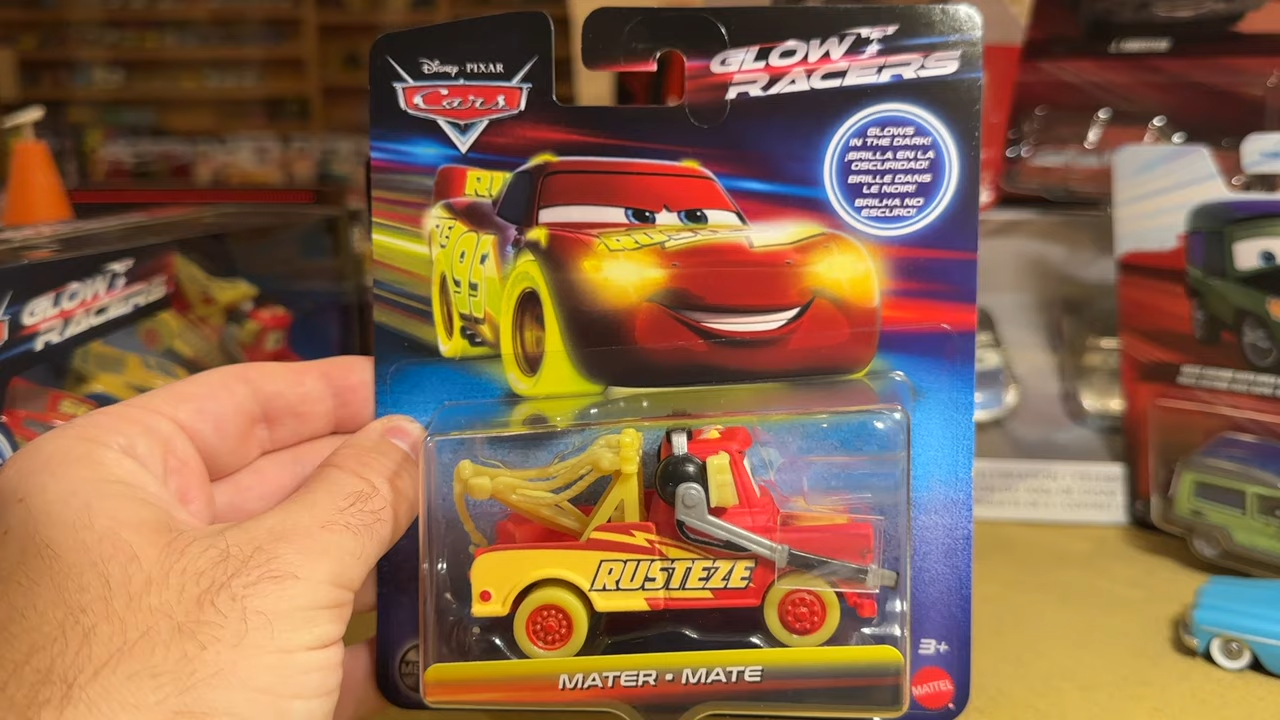 Disney · PIXAR
Cars
GLOW
RACERS
GLOWS
IN THE DARK!
¡BRILLA EN LA
OSCURIDAD!
BRILLE DANS
LE NOIR!
BRILHA NO
ESCURO!
95
RUSTEZE
MATER • MATE
3+
MATTEL
GLOW
RACERS